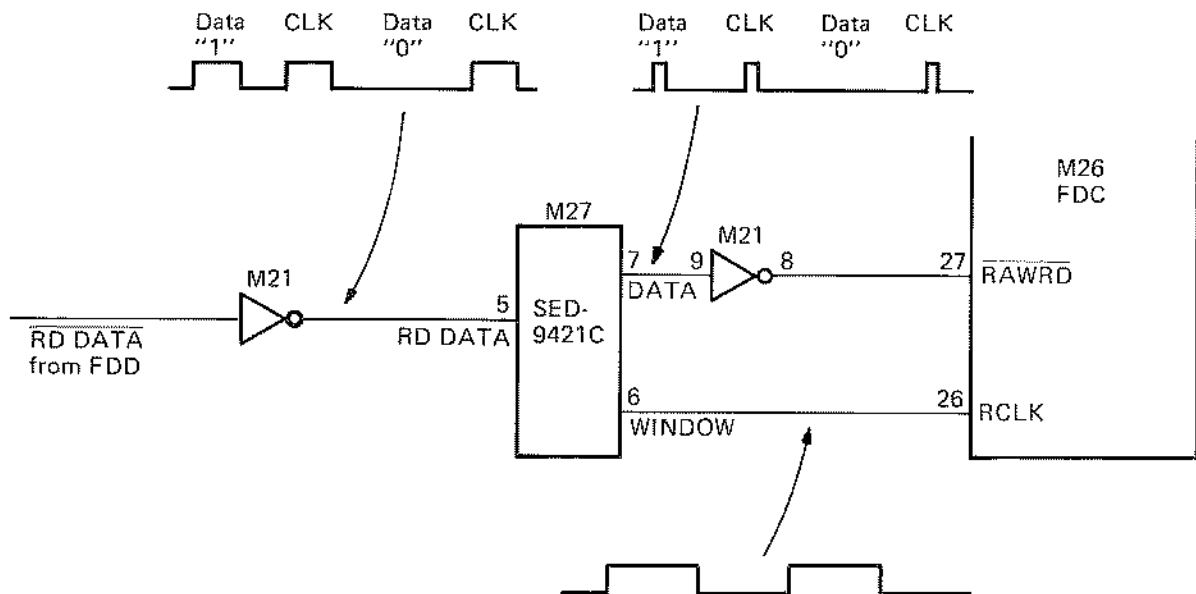 Data CLK Data CLK
"1" "0"
Data CLK Data CLK
"1" "0"
M26
FDC
M27
M21
7 9 8 27
DATA
RAWRD
M21
5
RD DATA
SED-
9421C
RD DATA
from FDD
6 26
WINDOW
RCLK